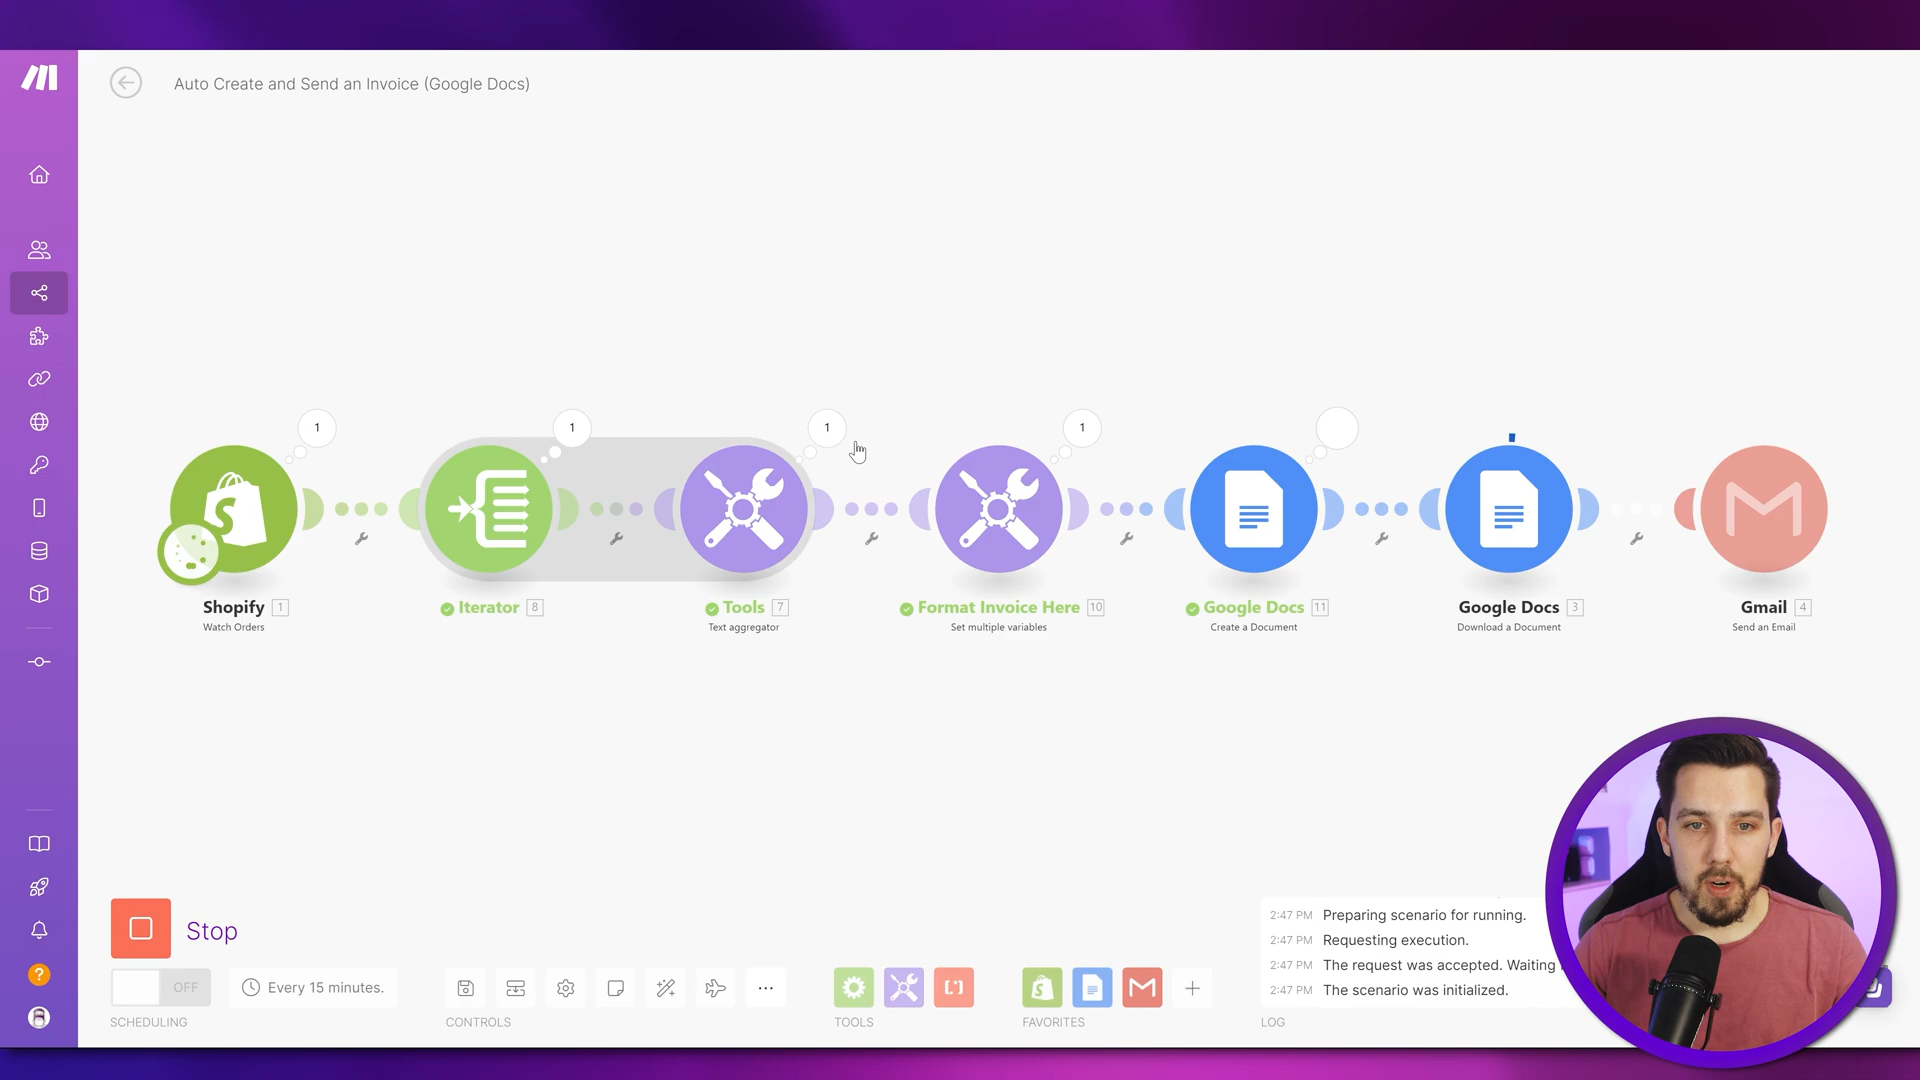 Auto Create and Send an Invoice (Google Docs)
1
1
1
1
Shopify 1
Watch Orders
Iterator 8
Tools 7
Text aggregator
Format Invoice Here 10
Set multiple variables
Google Docs 11
Create a Document
Google Docs 3
Download a Document
Gmail 4
Send an Email
Stop
OFF
Every 15 minutes.
SCHEDULING
CONTROLS
TOOLS
FAVORITES
2:47 PM Preparing scenario for running.
2:47 PM Requesting execution.
2:47 PM The request was accepted. Waiting
2:47 PM The scenario was initialized.
LOG
?